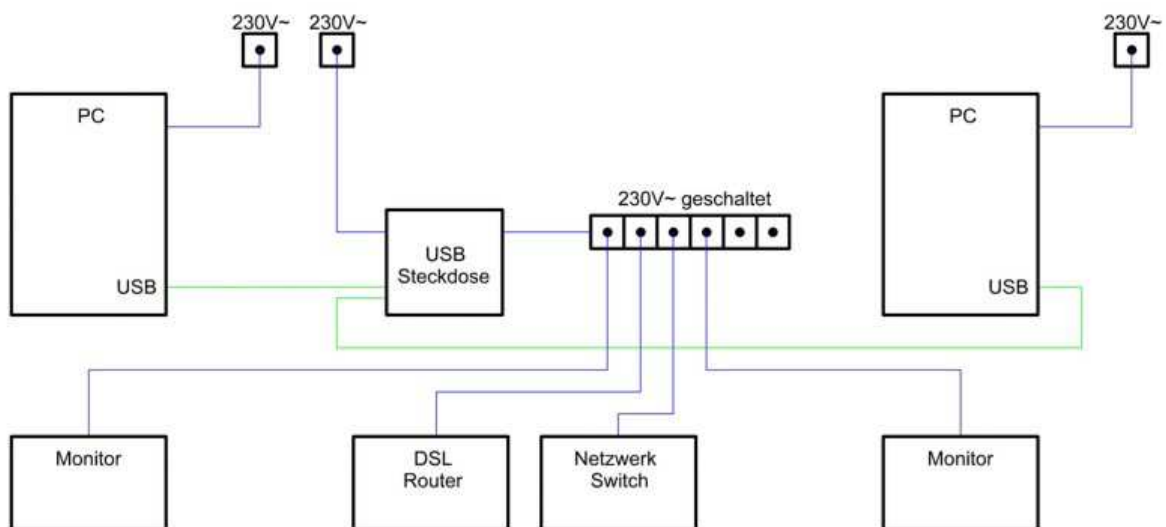 230V~
230V~
230V~
PC
PC
230V~ geschaltet
USB
Steckdose
USB
USB
Monitor
DSL
Router
Netzwerk
Switch
Monitor